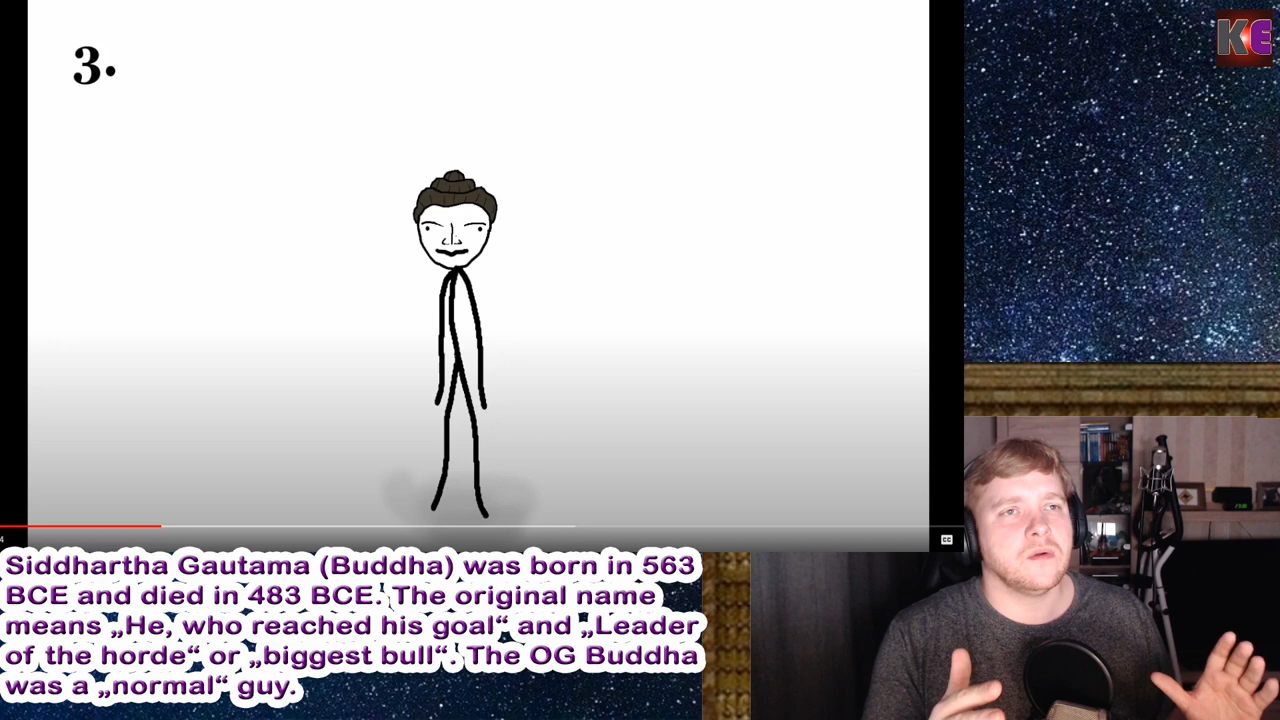 3.
KE
4
CC
Siddhartha Gautama (Buddha) was born in 563
BCE and died in 483 BCE. The original name
means „He, who reached his goal“ and „Leader
of the horde“ or „biggest bull“. The OG Buddha
was a „normal“ guy.